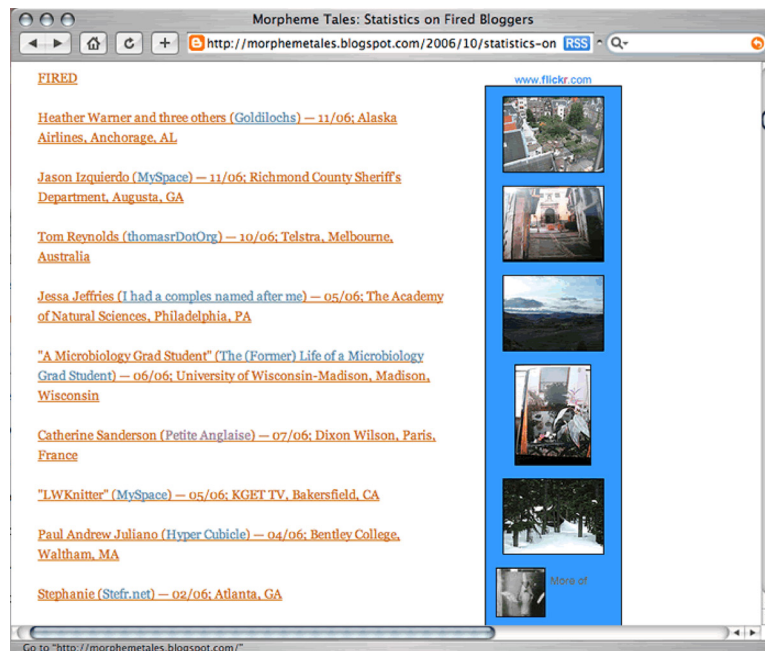 Morpheme Tales: Statistics on Fired Bloggers
http://morphemetales.blogspot.com/2006/10/statistics-on RSS
FIRED
Heather Warner and three others (Goldilochs) — 11/06; Alaska
Airlines, Anchorage, AL
Jason Izquierdo (MySpace) — 11/06; Richmond County Sheriff's
Department, Augusta, GA
Tom Reynolds (thomasrDotOrg) — 10/06; Telstra, Melbourne,
Australia
Jessa Jeffries (I had a comples named after me) — 05/06; The Academy
of Natural Sciences, Philadelphia, PA
"A Microbiology Grad Student" (The (Former) Life of a Microbiology
Grad Student) — 06/06; University of Wisconsin-Madison, Madison,
Wisconsin
Catherine Sanderson (Petite Anglaise) — 07/06; Dixon Wilson, Paris,
France
"LWKnitter" (MySpace) — 05/06; KGET TV, Bakersfield, CA
Paul Andrew Juliano (Hyper Cubicle) — 04/06; Bentley College,
Waltham, MA
Stephanie (Stefr.net) — 02/06; Atlanta, GA
www.flickr.com
More of
Go to "http://morphemetales.blogspot.com/"